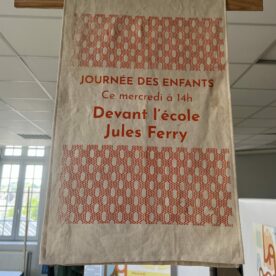 JOURNÉE DES ENFANTS
Ce mercredi à 14h
Devant l'école
Jules Ferry